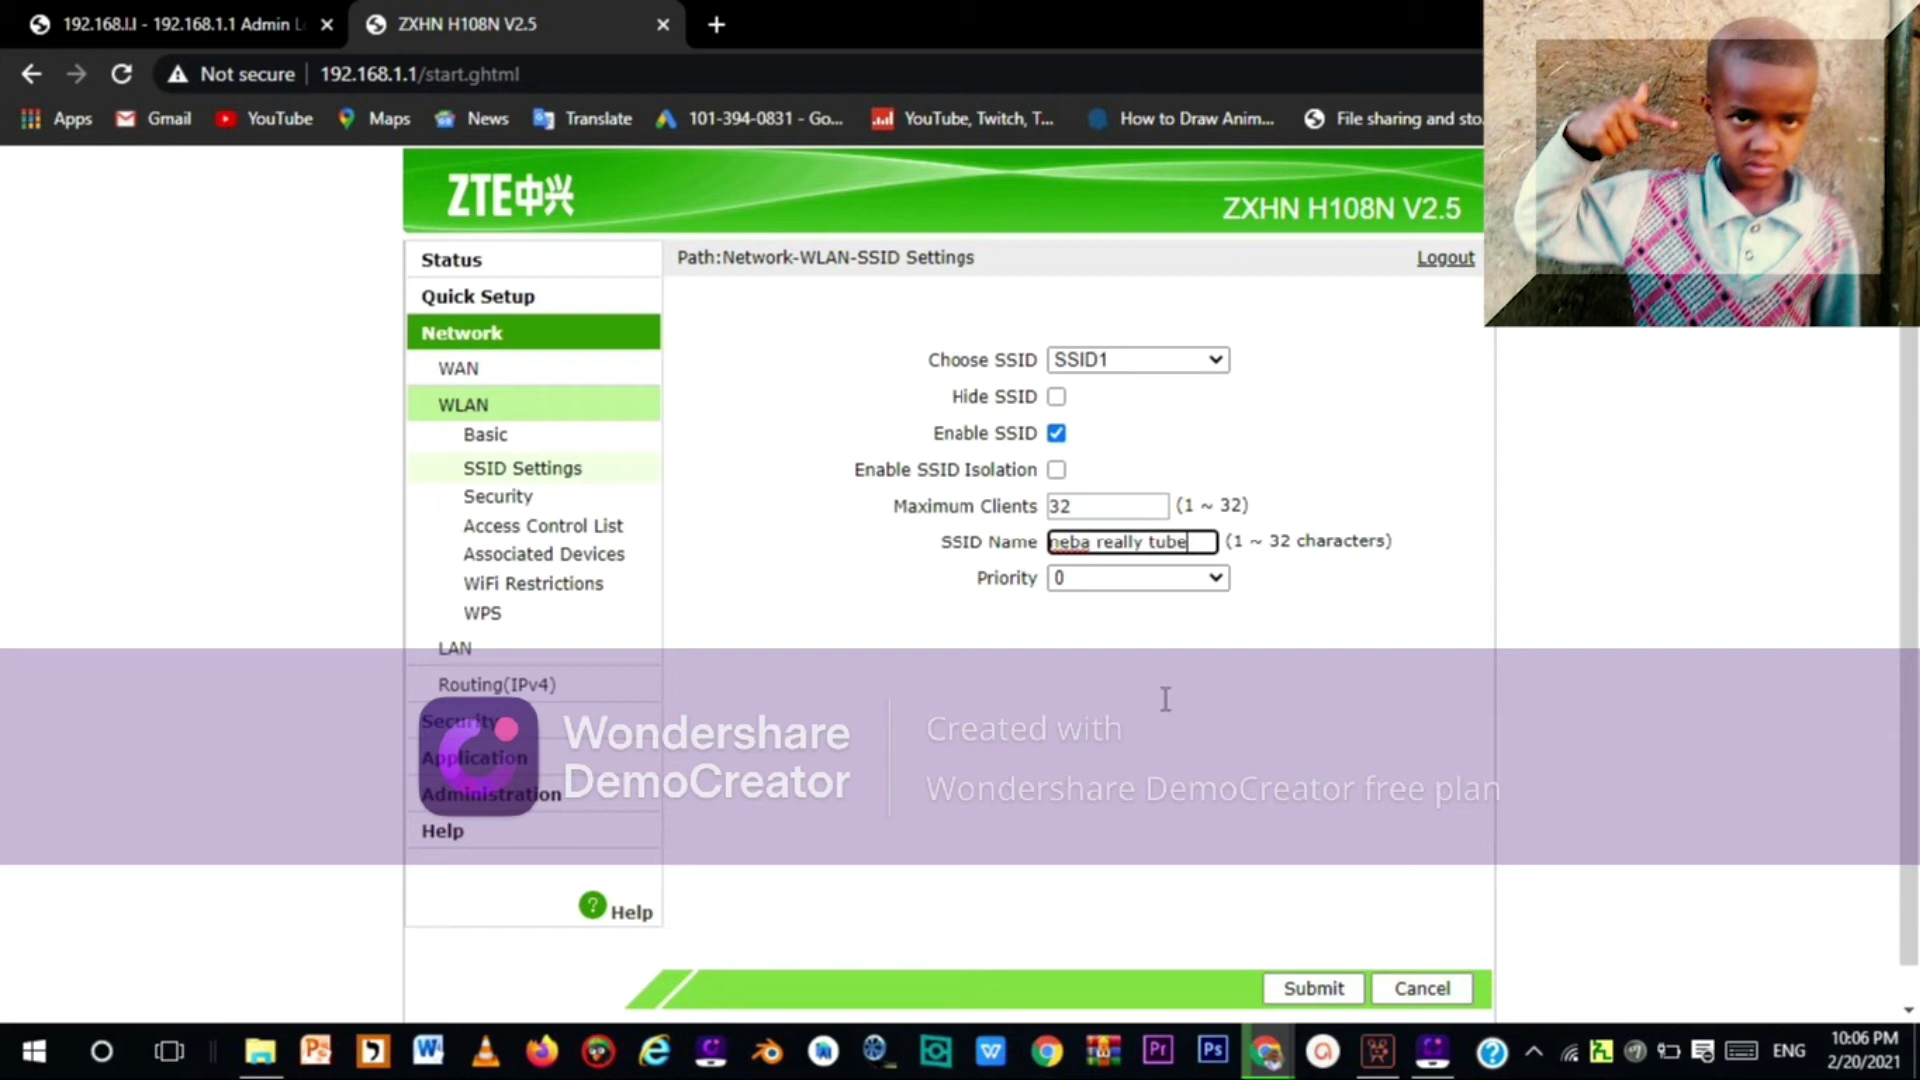 192.168.l.l - 192.168.1.1 Admin L
ZXHN H108N V2.5
Not secure
192.168.1.1/start.ghtml
Apps
Gmail
YouTube
Maps
News
Translate
101-394-0831 - Go...
YouTube, Twitch, T...
How to Draw Anim...
File sharing and sto
ZTE中兴
ZXHN H108N V2.5
Status
Path:Network-WLAN-SSID Settings
Logout
Quick Setup
Network
WAN
WLAN
Basic
SSID Settings
Security
Access Control List
Associated Devices
WiFi Restrictions
WPS
LAN
Routing(IPv4)
Security
Application
Administration
Help
Help
Choose SSID SSID1
Hide SSID
Enable SSID
Enable SSID Isolation
Maximum Clients 32 (1 ~ 32)
SSID Name neba really tube (1 ~ 32 characters)
Priority 0
Wondershare
DemoCreator
Created with
Wondershare DemoCreator free plan
Submit
Cancel
ENG
10:06 PM
2/20/2021